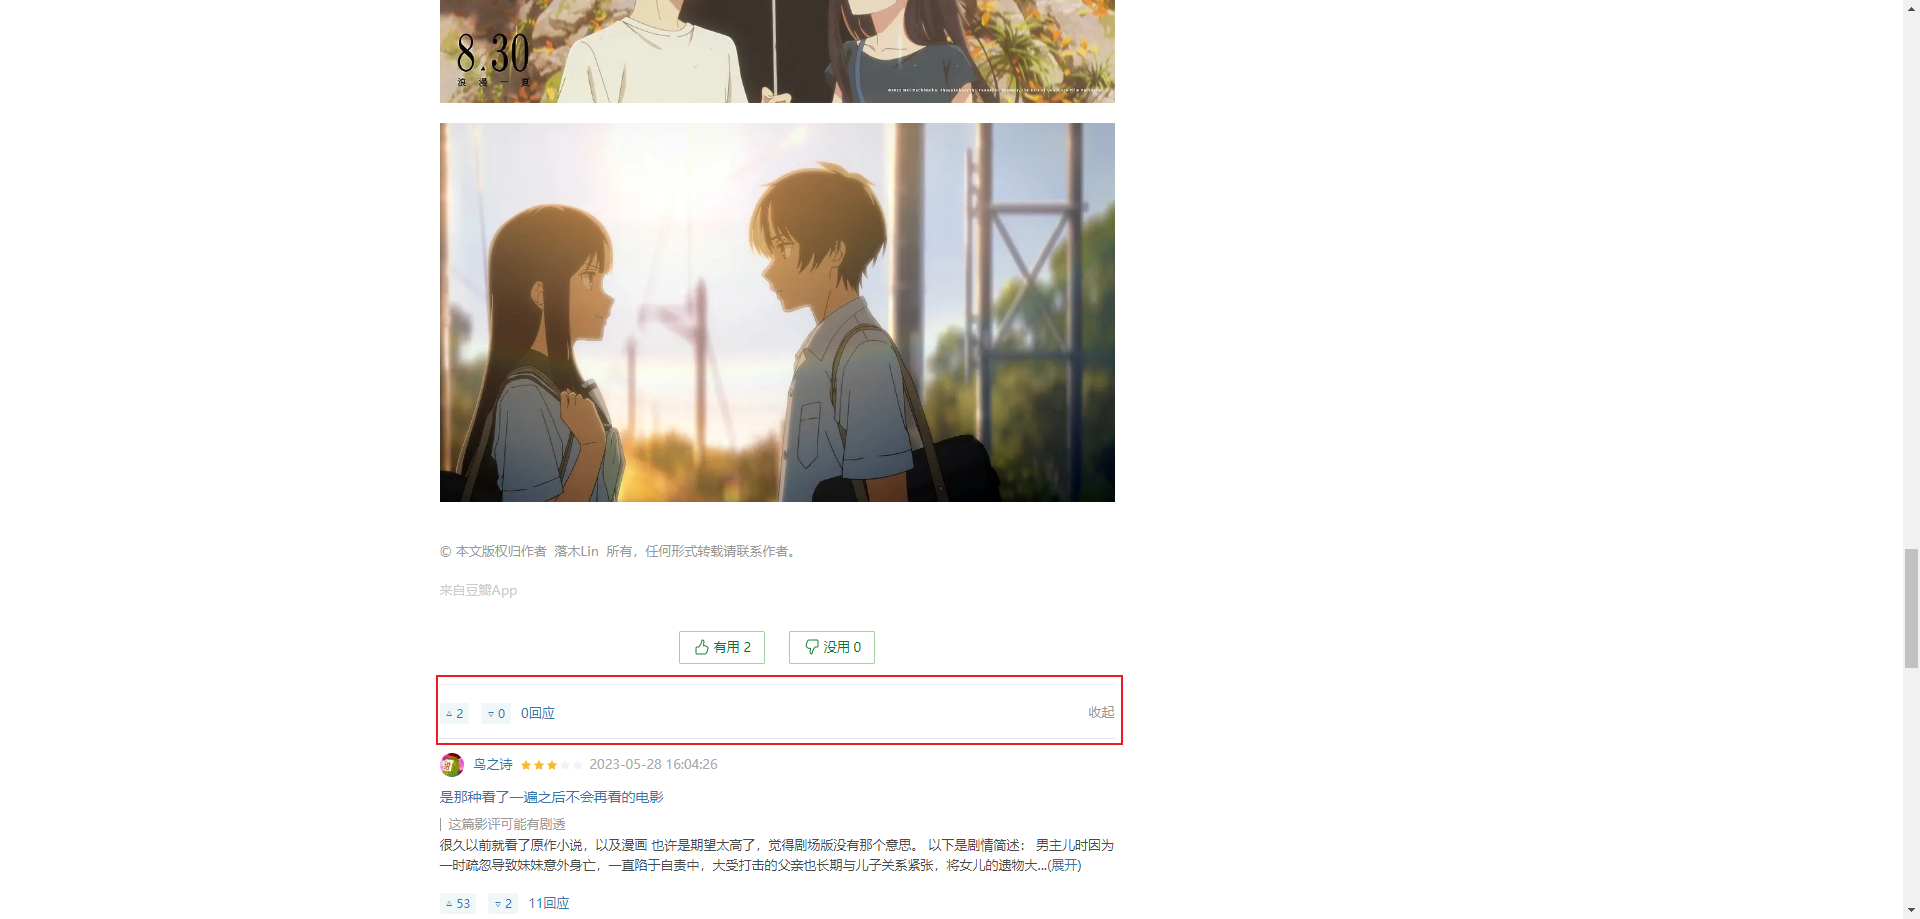 8.30
浪漫一夏
© 本文版权归作者 落木Lin 所有，任何形式转载请联系作者。
来自豆瓣App
有用 2 没用 0
2 0 0回应 收起
鸟之诗 2023-05-28 16:04:26
是那种看了一遍之后不会再看的电影
这篇影评可能有剧透
很久以前就看了原作小说，以及漫画 也许是期望太高了，觉得剧场版没有那个意思。 以下是剧情简述： 男主儿时因为
一时疏忽导致妹妹意外身亡，一直陷于自责中，大受打击的父亲也长期与儿子关系紧张，将女儿的遗物大...(展开)
53 2 11回应